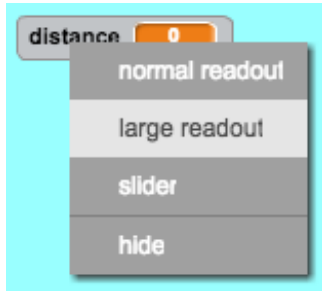 distance 0
normal readout
large readout
slider
hide